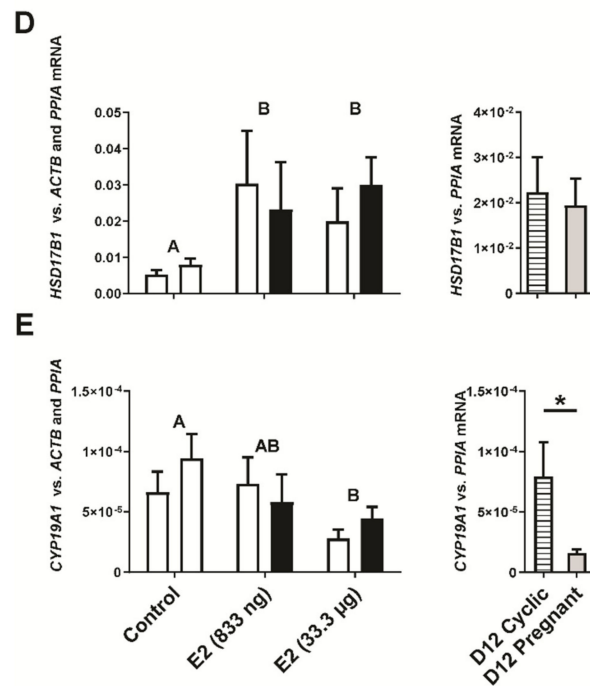 D
HSD17B1 vs. ACTB and PPIA mRNA
0.05
0.04
0.03
0.02
0.01
0.00
A
B
B
HSD17B1 vs. PPIA mRNA
4×10-2
3×10-2
2×10-2
1×10-2
0
E
CYP19A1 vs. ACTB and PPIA
1.5×10-4
1×10-4
5×10-5
0
A
AB
B
Control
E2 (833 ng)
E2 (33.3 µg)
CYP19A1 vs. PPIA mRNA
1.5×10-4
1×10-4
5×10-5
0
*
D12 Cyclic
D12 Pregnant